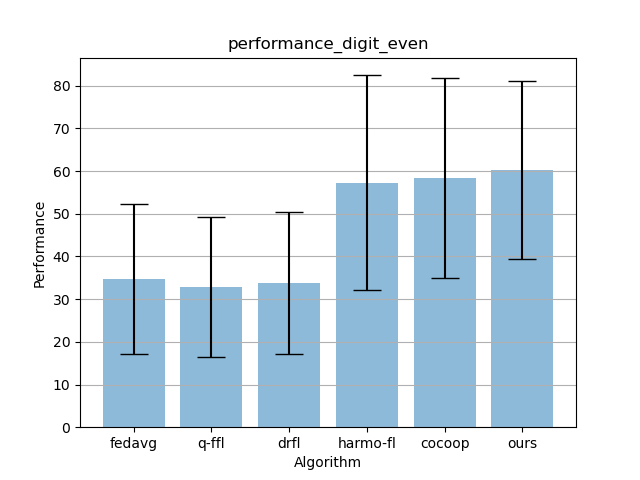 performance_digit_even
80
70
60
50
40
30
20
10
0
Performance
fedavg q-ffl drfl harmo-fl cocoop ours
Algorithm